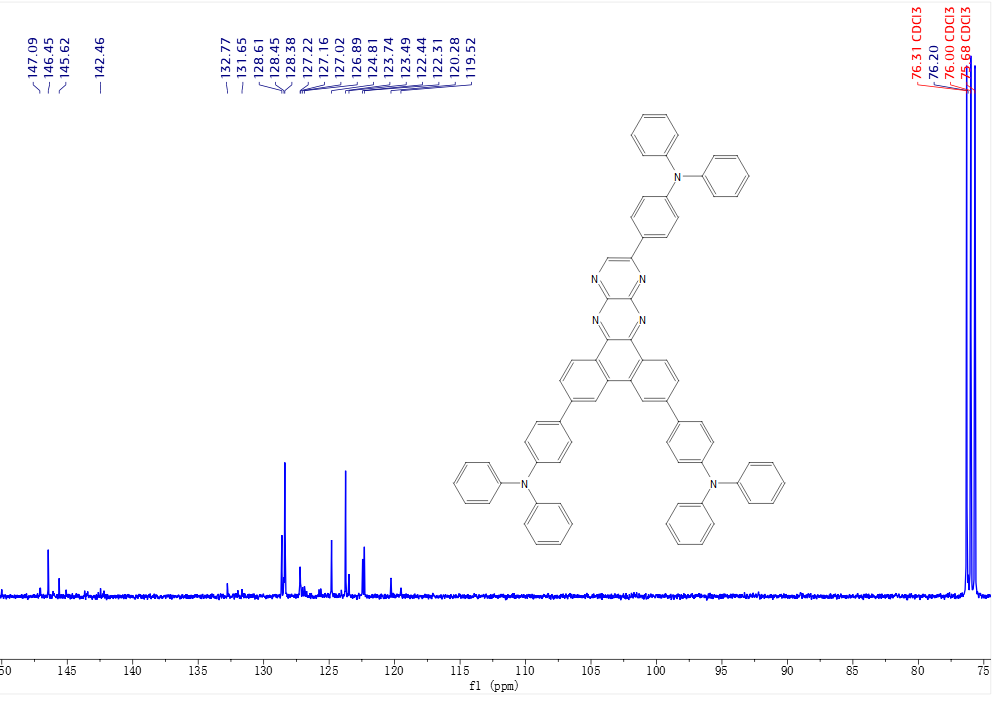 147.09
146.45
145.62
142.46
132.77
131.65
128.61
128.45
128.38
127.22
127.16
127.02
126.89
124.81
123.74
123.49
122.44
122.31
120.28
119.52
76.31 CDCl3
76.20
76.00 CDCl3
75.68 CDCl3
N
N
N
N
N
N
N
50 145 140 135 130 125 120 115 110 105 100 95 90 85 80 75
f1 (ppm)